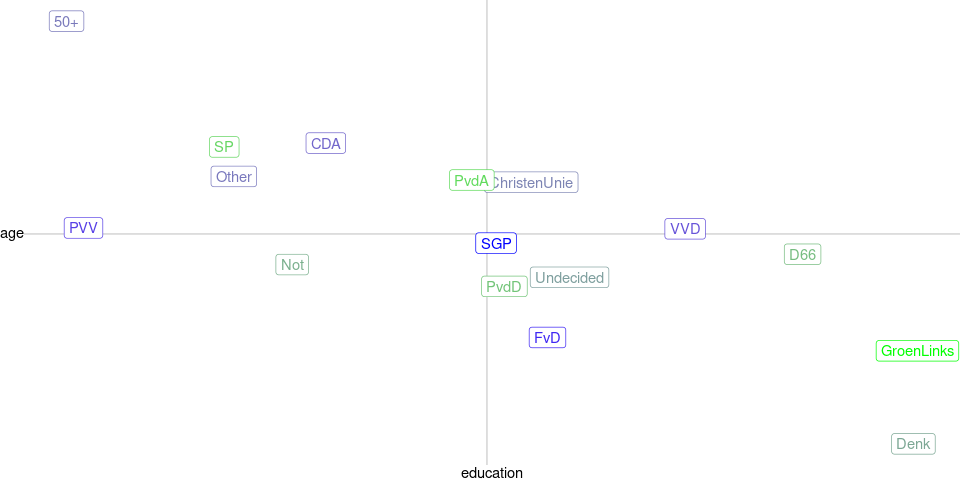 50+
SP
CDA
Other
PvdA
ChristenUnie
PVV
VVD
age
SGP
D66
Not
Undecided
PvdD
FvD
GroenLinks
Denk
education